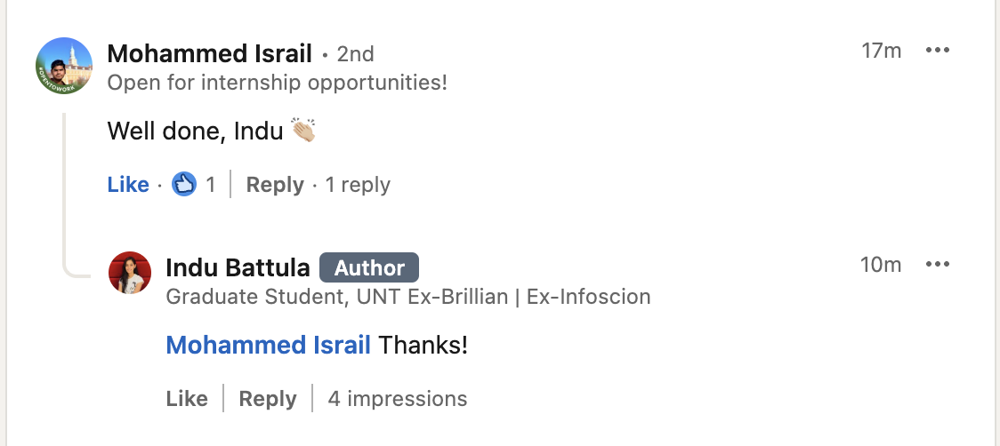 Mohammed Israil · 2nd
17m
Open for internship opportunities!
#OPENTOWORK
Well done, Indu 👏🏼
Like · 1 | Reply · 1 reply
Indu Battula Author
10m
Graduate Student, UNT Ex-Brillian | Ex-Infoscion
Mohammed Israil Thanks!
Like | Reply | 4 impressions